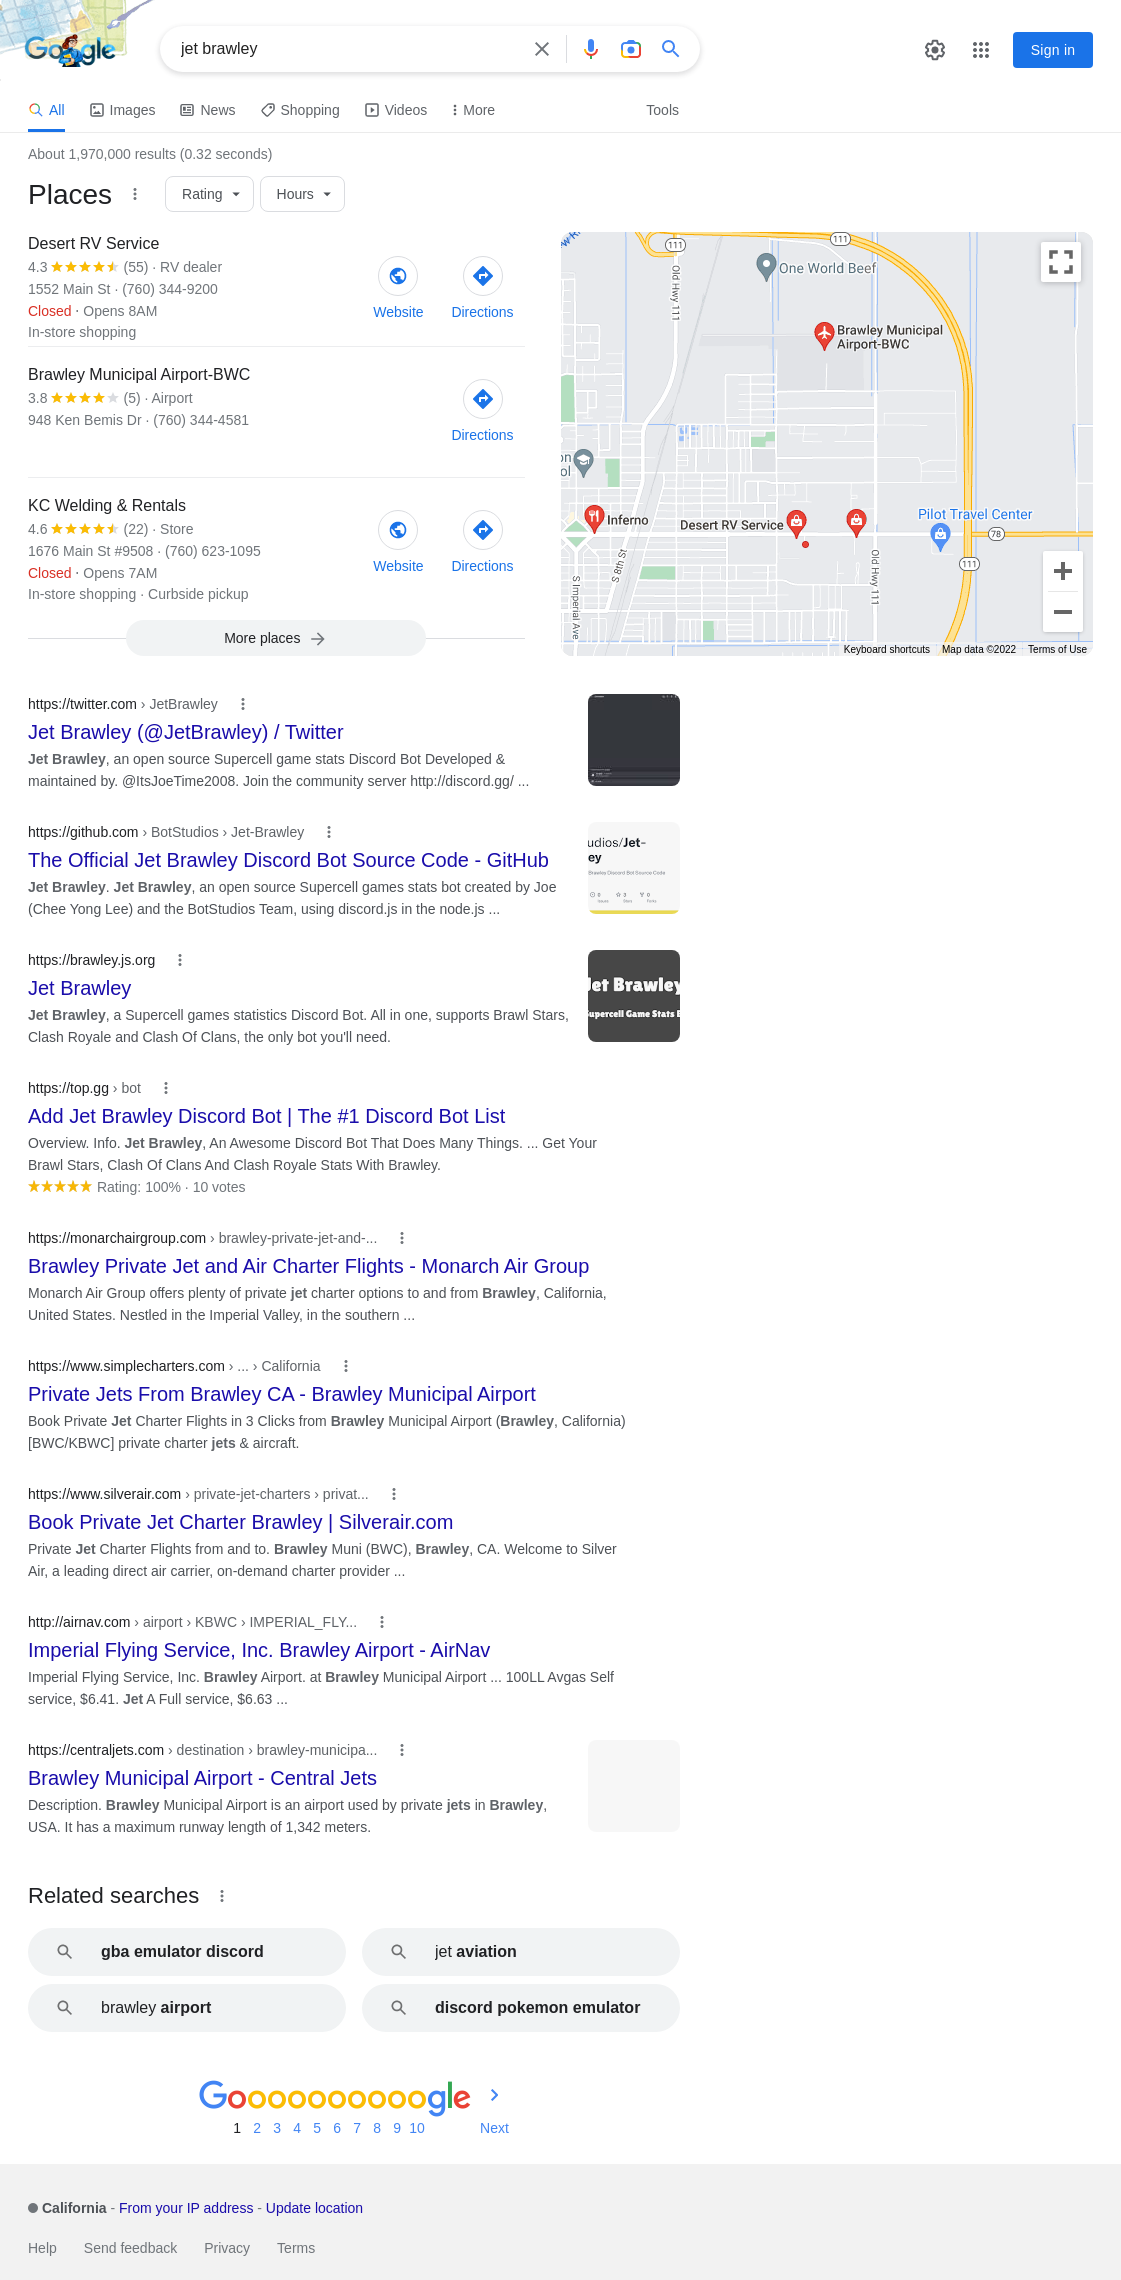 Google
jet brawley
Sign in
All
Images
News
Shopping
Videos
More
Tools
About 1,970,000 results (0.32 seconds)
Places
Rating
Hours
Desert RV Service
4.3 (55) · RV dealer
1552 Main St · (760) 344-9200
Closed · Opens 8AM
In-store shopping
Website
Directions
Brawley Municipal Airport-BWC
3.8 (5) · Airport
948 Ken Bemis Dr · (760) 344-4581
Directions
KC Welding & Rentals
4.6 (22) · Store
1676 Main St #9508 · (760) 623-1095
Closed · Opens 7AM
In-store shopping · Curbside pickup
Website
Directions
More places
111
111
Old Hwy 111
One World Beef
Brawley Municipal
Airport-BWC
Inferno
Desert RV Service
Pilot Travel Center
78
111
S 8th St
S Imperial Ave
Old Hwy 111
Keyboard shortcuts
Map data ©2022
Terms of Use
https://twitter.com › JetBrawley
Jet Brawley (@JetBrawley) / Twitter
Jet Brawley, an open source Supercell game stats Discord Bot Developed &
maintained by. @ItsJoeTime2008. Join the community server http://discord.gg/ ...
https://github.com › BotStudios › Jet-Brawley
The Official Jet Brawley Discord Bot Source Code - GitHub
Jet Brawley. Jet Brawley, an open source Supercell games stats bot created by Joe
(Chee Yong Lee) and the BotStudios Team, using discord.js in the node.js ...
udios/Jet-
ey
Brawley Discord Bot Source Code
https://brawley.js.org
Jet Brawley
Jet Brawley, a Supercell games statistics Discord Bot. All in one, supports Brawl Stars,
Clash Royale and Clash Of Clans, the only bot you'll need.
Jet Brawley
Supercell Game Stats B
https://top.gg › bot
Add Jet Brawley Discord Bot | The #1 Discord Bot List
Overview. Info. Jet Brawley, An Awesome Discord Bot That Does Many Things. ... Get Your
Brawl Stars, Clash Of Clans And Clash Royale Stats With Brawley.
Rating: 100% · 10 votes
https://monarchairgroup.com › brawley-private-jet-and-...
Brawley Private Jet and Air Charter Flights - Monarch Air Group
Monarch Air Group offers plenty of private jet charter options to and from Brawley, California,
United States. Nestled in the Imperial Valley, in the southern ...
https://www.simplecharters.com › ... › California
Private Jets From Brawley CA - Brawley Municipal Airport
Book Private Jet Charter Flights in 3 Clicks from Brawley Municipal Airport (Brawley, California)
[BWC/KBWC] private charter jets & aircraft.
https://www.silverair.com › private-jet-charters › privat...
Book Private Jet Charter Brawley | Silverair.com
Private Jet Charter Flights from and to. Brawley Muni (BWC), Brawley, CA. Welcome to Silver
Air, a leading direct air carrier, on-demand charter provider ...
http://airnav.com › airport › KBWC › IMPERIAL_FLY...
Imperial Flying Service, Inc. Brawley Airport - AirNav
Imperial Flying Service, Inc. Brawley Airport. at Brawley Municipal Airport ... 100LL Avgas Self
service, $6.41. Jet A Full service, $6.63 ...
https://centraljets.com › destination › brawley-municipa...
Brawley Municipal Airport - Central Jets
Description. Brawley Municipal Airport is an airport used by private jets in Brawley,
USA. It has a maximum runway length of 1,342 meters.
Related searches
gba emulator discord
jet aviation
brawley airport
discord pokemon emulator
Goooooooooogle
1 2 3 4 5 6 7 8 9 10 Next
California - From your IP address - Update location
Help
Send feedback
Privacy
Terms